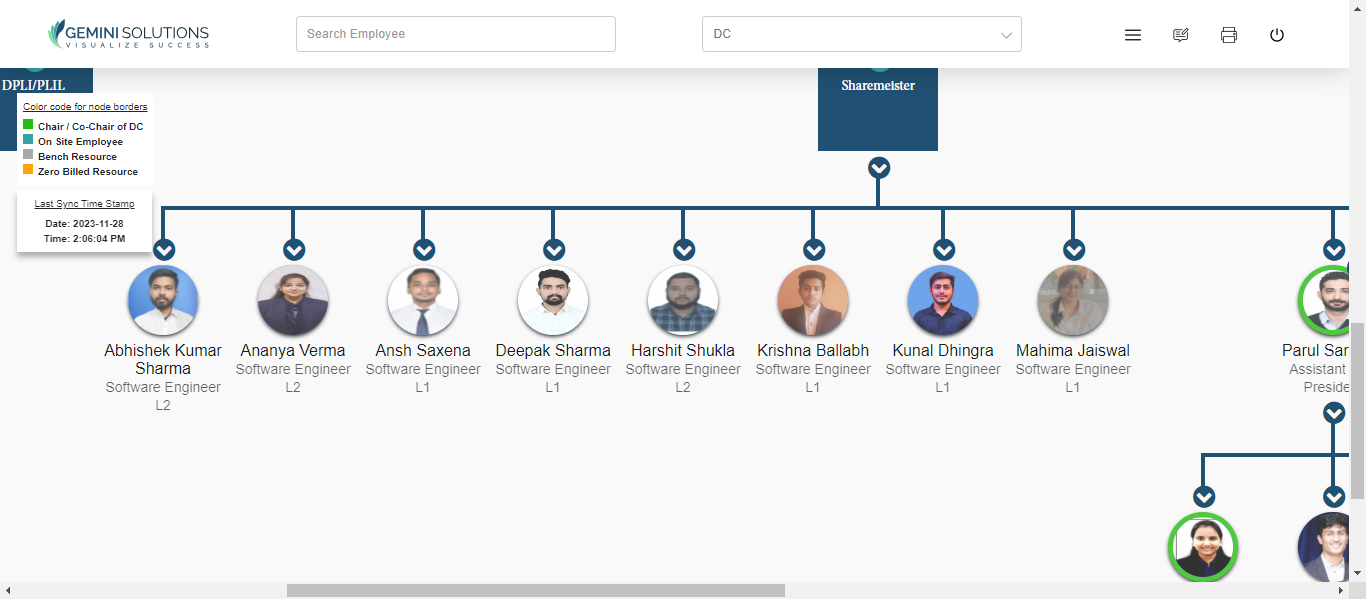 GEMINI SOLUTIONS
VISUALIZE SUCCESS
Search Employee
DC
DPLI/PLIL
Sharemeister
Color code for node borders
Chair / Co-Chair of DC
On Site Employee
Bench Resource
Zero Billed Resource
Last Sync Time Stamp
Date: 2023-11-28
Time: 2:06:04 PM
Abhishek Kumar
Sharma
Software Engineer
L2
Ananya Verma
Software Engineer
L2
Ansh Saxena
Software Engineer
L1
Deepak Sharma
Software Engineer
L1
Harshit Shukla
Software Engineer
L2
Krishna Ballabh
Software Engineer
L1
Kunal Dhingra
Software Engineer
L1
Mahima Jaiswal
Software Engineer
L1
Parul Sar
Assistant
Preside